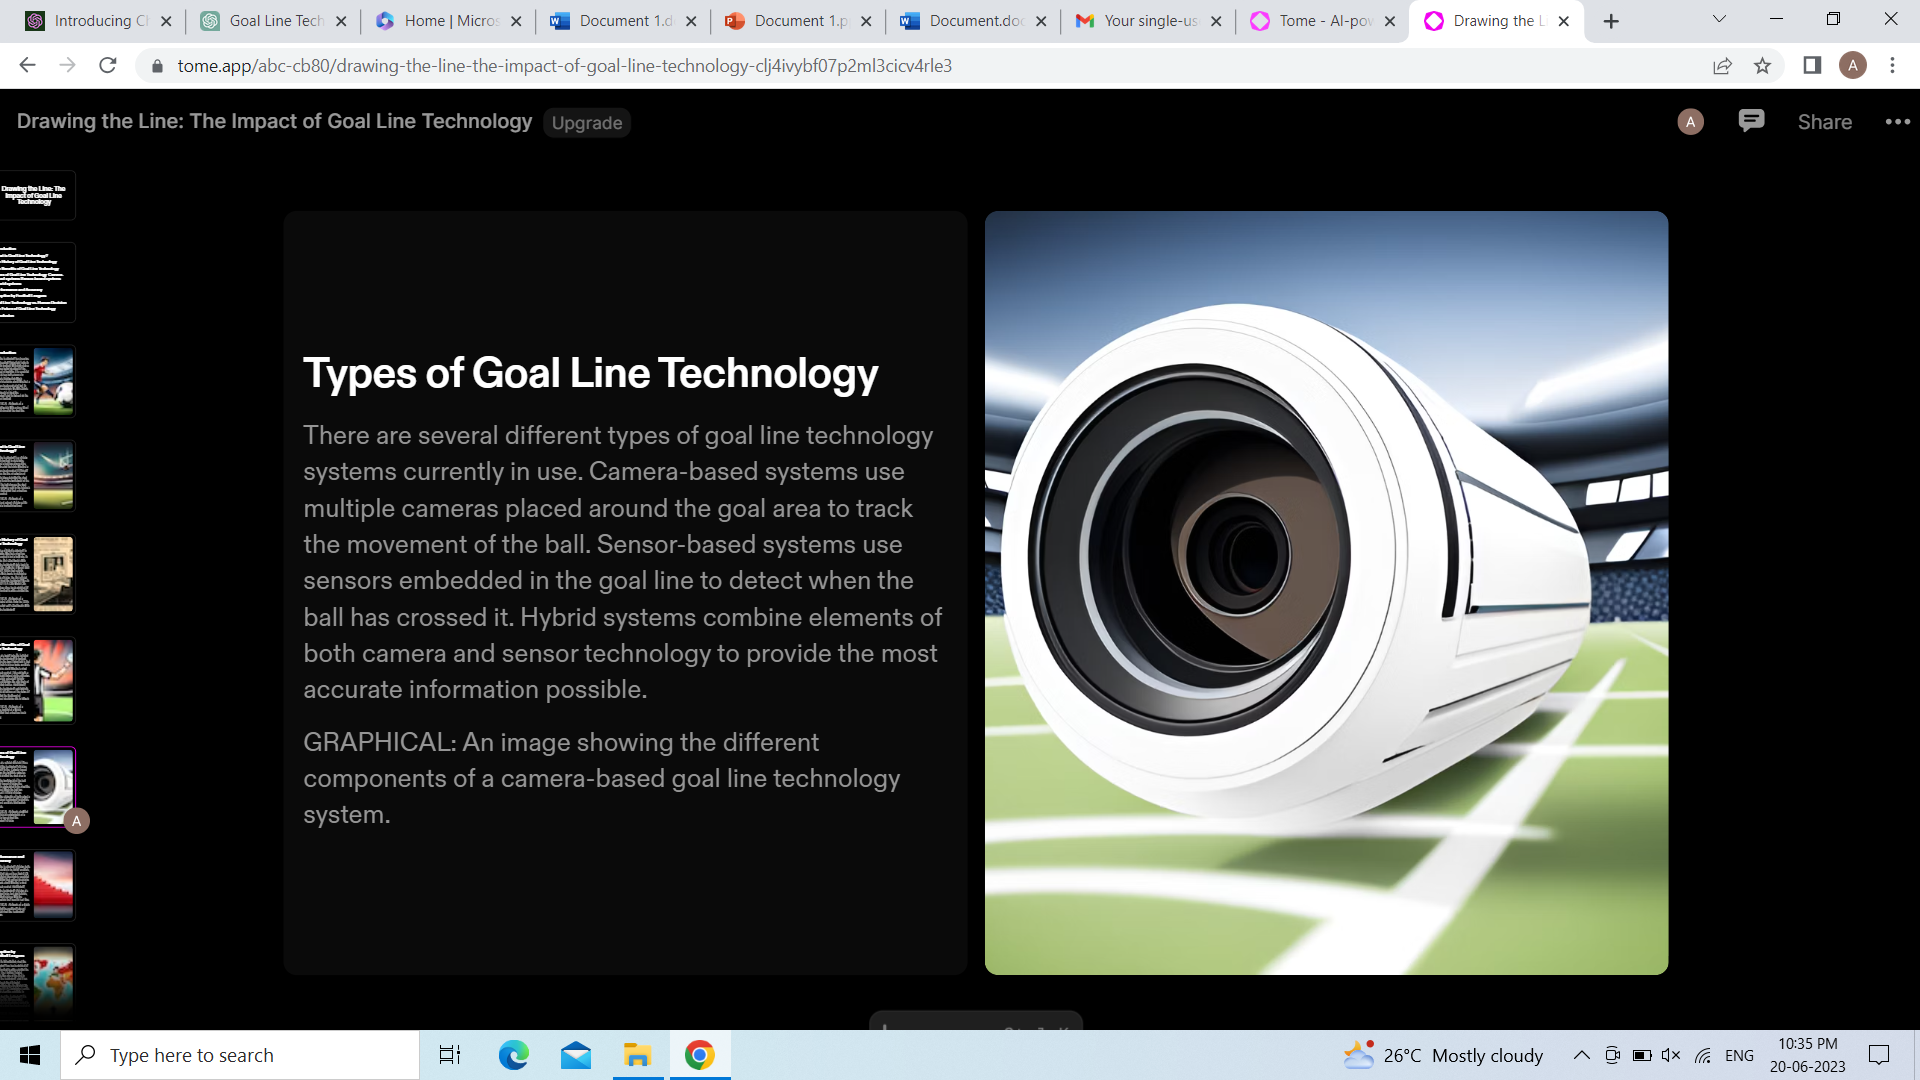 Introducing C
Goal Line Tech
Home | Micros
Document 1.d
Document 1.p
Document.doc
Your single-us
Tome - AI-pow
Drawing the L
tome.app/abc-cb80/drawing-the-line-the-impact-of-goal-line-technology-clj4ivybf07p2ml3cicv4rle3
A
Drawing the Line: The Impact of Goal Line Technology
Upgrade
A
Share
Drawing the Line: The
Impact of Goal Line
Technology
Types of Goal Line Technology
There are several different types of goal line technology
systems currently in use. Camera-based systems use
multiple cameras placed around the goal area to track
the movement of the ball. Sensor-based systems use
sensors embedded in the goal line to detect when the
ball has crossed it. Hybrid systems combine elements of
both camera and sensor technology to provide the most
accurate information possible.
GRAPHICAL: An image showing the different
components of a camera-based goal line technology
system.
A
Type here to search
26°C Mostly cloudy
ENG
10:35 PM
20-06-2023